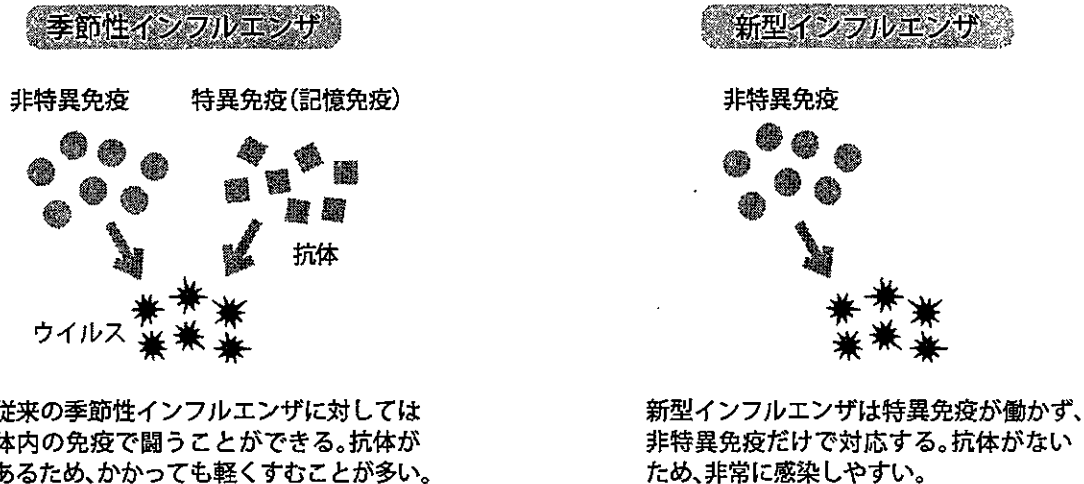 季節性インフルエンザ
非特異免疫
特異免疫(記憶免疫)
抗体
ウイルス
従来の季節性インフルエンザに対しては
体内の免疫で闘うことができる。抗体が
あるため、かかっても軽くすむことが多い。
新型インフルエンザ
非特異免疫
新型インフルエンザは特異免疫が働かず、
非特異免疫だけで対応する。抗体がない
ため、非常に感染しやすい。